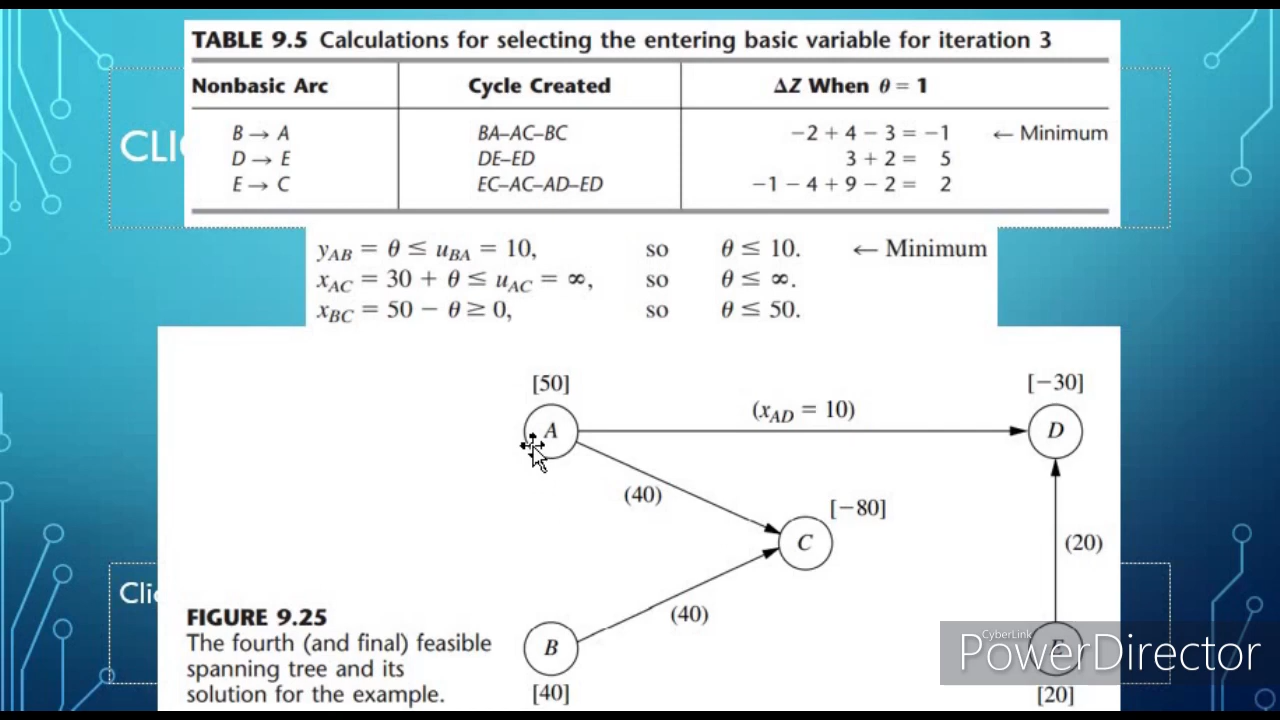 TABLE 9.5 Calculations for selecting the entering basic variable for iteration 3
Nonbasic Arc Cycle Created ΔZ When θ = 1
CLI
B → A BA–AC–BC −2 + 4 − 3 = −1 ← Minimum
D → E DE–ED 3 + 2 = 5
E → C EC–AC–AD–ED −1 − 4 + 9 − 2 = 2
y_AB = θ ≤ u_BA = 10, so θ ≤ 10. ← Minimum
x_AC = 30 + θ ≤ u_AC = ∞, so θ ≤ ∞.
x_BC = 50 − θ ≥ 0, so θ ≤ 50.
[50] [−30]
(x_AD = 10)
A D
(40)
[−80]
C (20)
Cli
(40)
FIGURE 9.25
The fourth (and final) feasible
spanning tree and its
solution for the example.
B E
[40] [20]
CyberLink
PowerDirector